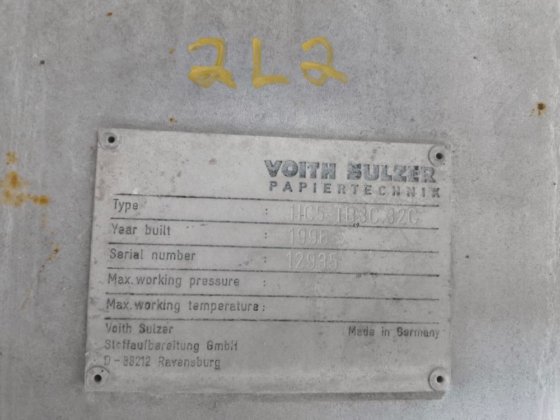 2L2
VOITH SULZER
PAPIERTECHNIK
Type :
Year built :
Serial number : 12995
Max. working pressure :
Max. working temperature :
Voith Sulzer
Stoffaufbereitung GmbH
D-88212 Ravensburg
Made in Germany